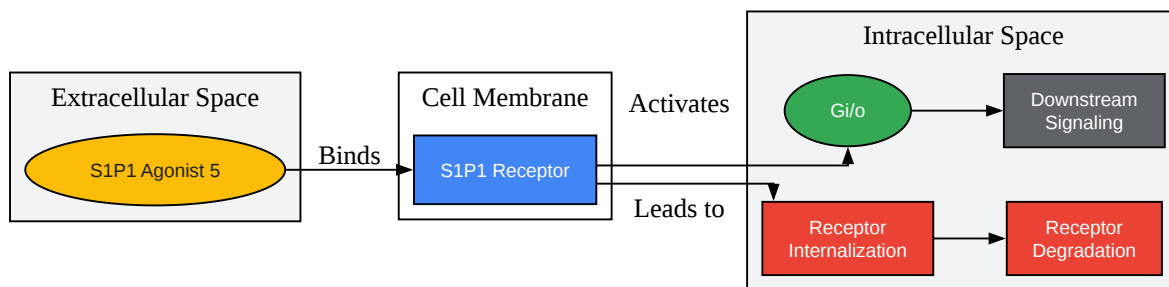 Extracellular Space
S1P1 Agonist 5
Binds
Cell Membrane
S1P1 Receptor
Activates
Leads to
Intracellular Space
Gi/o
Downstream
Signaling
Receptor
Internalization
Receptor
Degradation